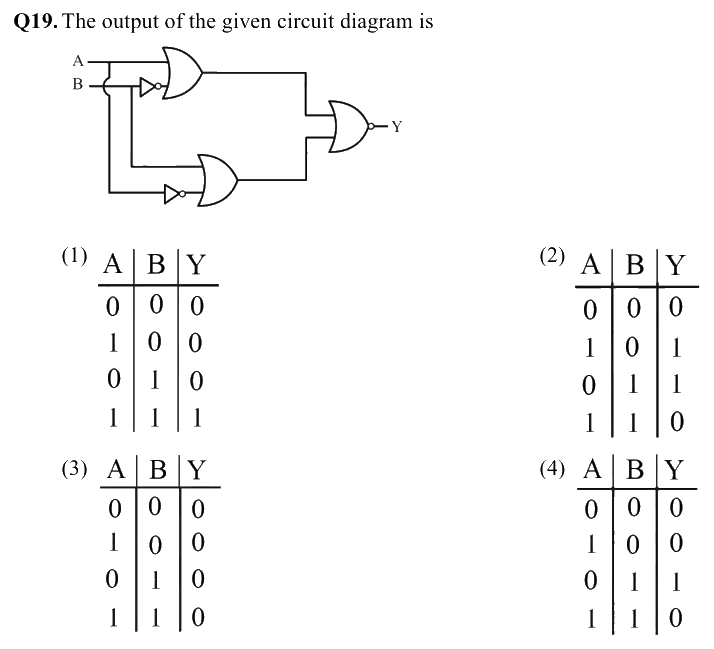 Q19. The output of the given circuit diagram is
A
B
Y
(1) A B Y
0 0 0
1 0 0
0 1 0
1 1 1
(2) A B Y
0 0 0
1 0 1
0 1 1
1 1 0
(3) A B Y
0 0 0
1 0 0
0 1 0
1 1 0
(4) A B Y
0 0 0
1 0 0
0 1 1
1 1 0